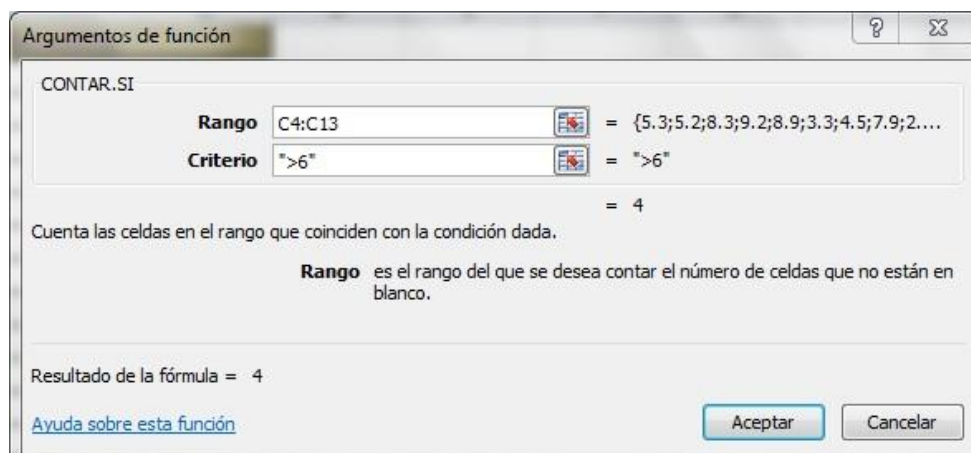 Argumentos de función
CONTAR.SI
Rango C4:C13 = {5.3;5.2;8.3;9.2;8.9;3.3;4.5;7.9;2....
Criterio ">6" = ">6"
= 4
Cuenta las celdas en el rango que coinciden con la condición dada.
Rango es el rango del que se desea contar el número de celdas que no están en
blanco.
Resultado de la fórmula = 4
Ayuda sobre esta función Aceptar Cancelar